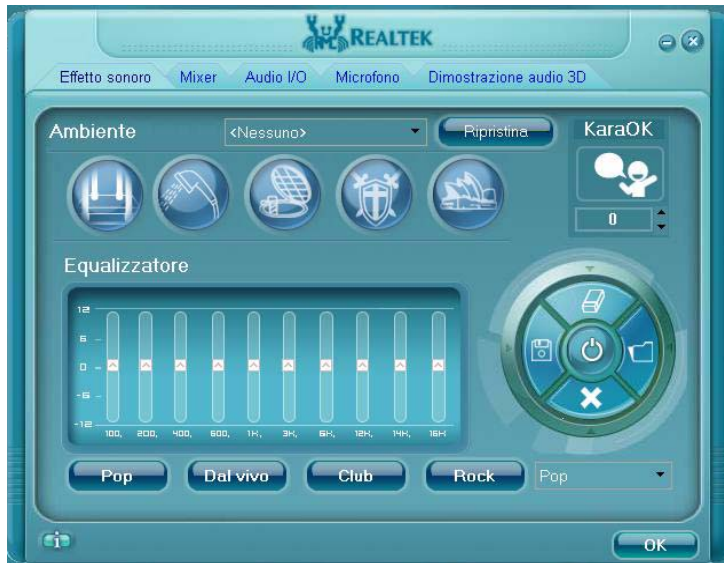 REALTEK
Effetto sonoro Mixer Audio I/O Microfono Dimostrazione audio 3D
Ambiente <Nessuno> Ripristina KaraOK
0
Equalizzatore
12
6
0
-6
-12
100, 200, 400, 600, 1K, 3K, 6K, 12K, 14K, 16K
Pop Dal vivo Club Rock Pop
i OK